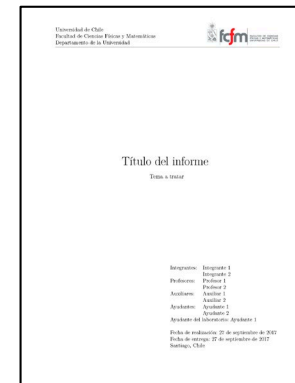 Universidad de Chile
Facultad de Ciencias Físicas y Matemáticas
Departamento de la Universidad
fcfm
Título del informe
Tema a tratar
Integrantes: Integrante 1
Integrante 2
Profesores: Profesor 1
Profesor 2
Auxiliares: Auxiliar 1
Auxiliar 2
Ayudantes: Ayudante 1
Ayudante 2
Ayudante del laboratorio: Ayudante 1
Fecha de realización: 27 de septiembre de 2017
Fecha de entrega: 27 de septiembre de 2017
Santiago, Chile